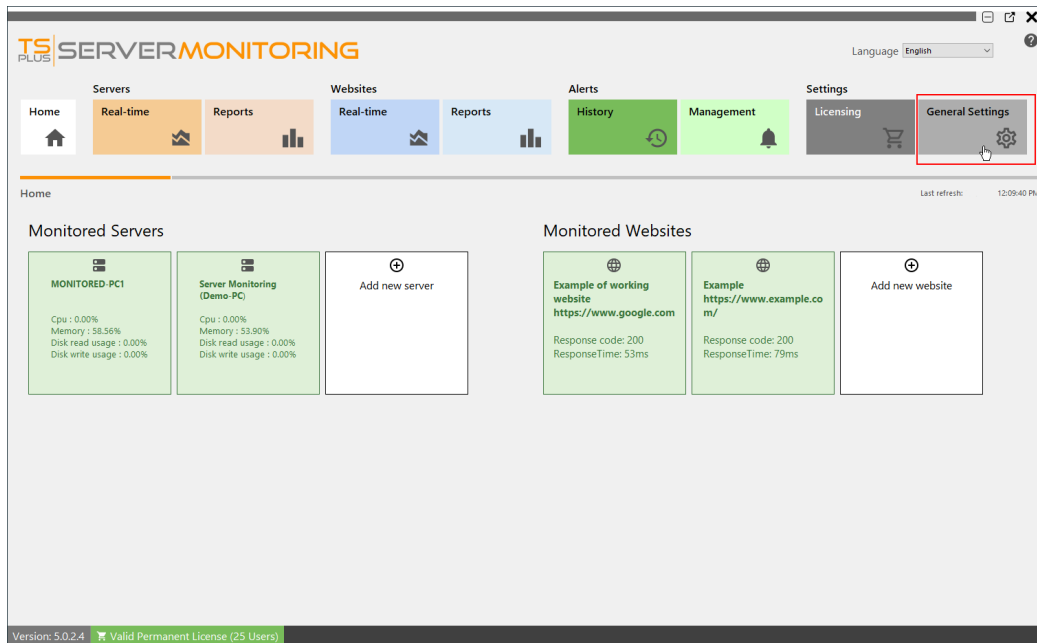 TS PLUS SERVERMONITORING
Language English
Servers Websites Alerts Settings
Home Real-time Reports Real-time Reports History Management Licensing General Settings
Home Last refresh: 12:09:40 PM
Monitored Servers
MONITORED-PC1
Cpu : 0.00%
Memory : 58.56%
Disk read usage : 0.00%
Disk write usage : 0.00%
Server Monitoring
(Demo-PC)
Cpu : 0.00%
Memory : 53.90%
Disk read usage : 0.00%
Disk write usage : 0.00%
Add new server
Monitored Websites
Example of working
website
https://www.google.com
Response code: 200
ResponseTime: 53ms
Example
https://www.example.co
m/
Response code: 200
ResponseTime: 79ms
Add new website
Version: 5.0.2.4 Valid Permanent License (25 Users)